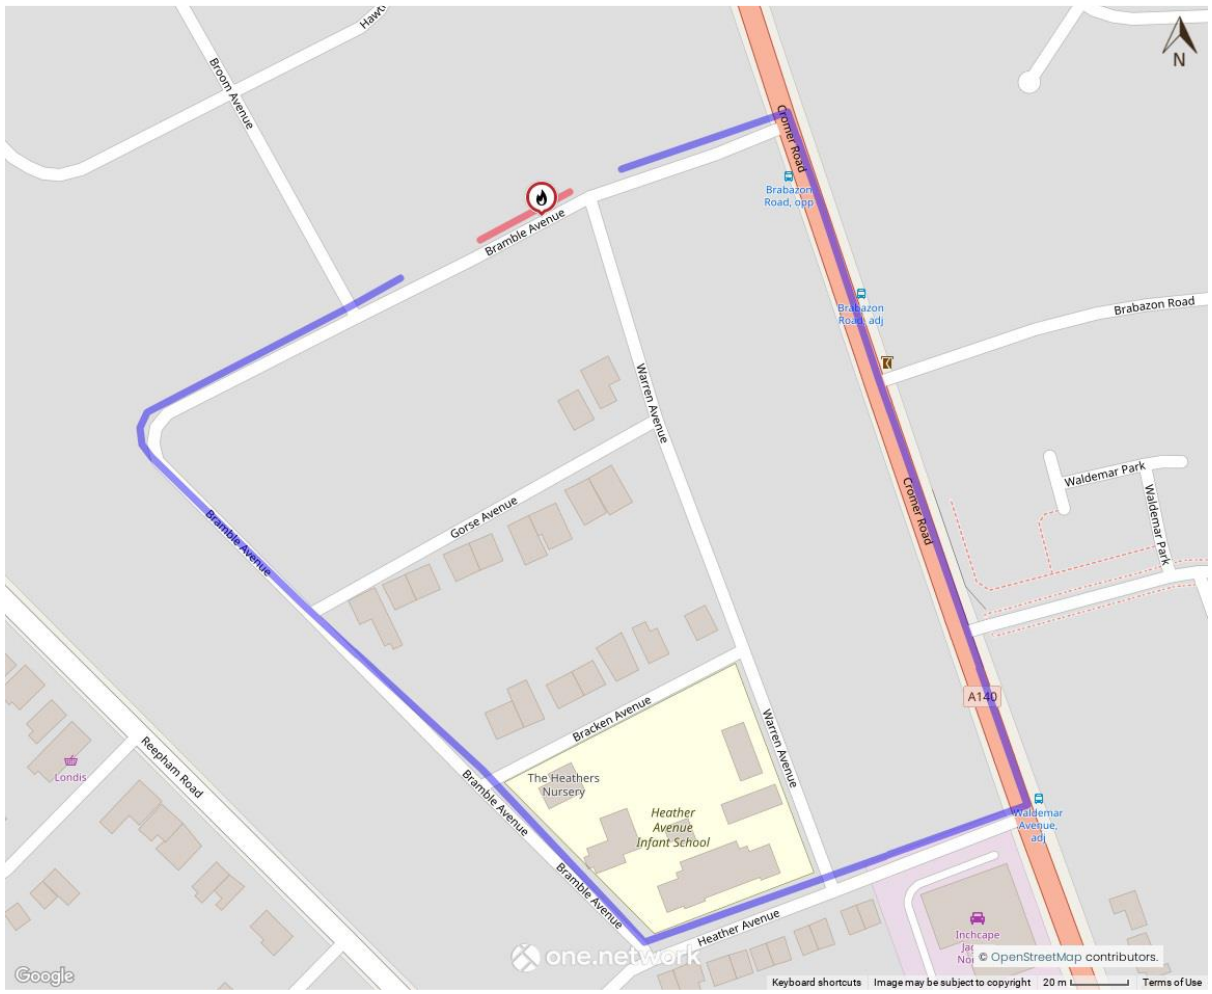 Hawt
Broom Avenue
N
Cromer Road
Brabazon
Road, opp
Bramble Avenue
Brabazon
Road, adj
Brabazon Road
Warren Avenue
Waldemar Park
Waldemar Park
Gorse Avenue
Cromer Road
Bramble Avenue
A140
Bracken Avenue
Warren Avenue
Reepham Road
Londis
The Heathers
Nursery
Bramble Avenue
Heather
Avenue
Infant School
Waldemar
Avenue,
adj
Bramble Avenue
Heather Avenue
Inchcape
one.network
© OpenStreetMap contributors.
Google
Keyboard shortcuts
Image may be subject to copyright
20 m
Terms of Use